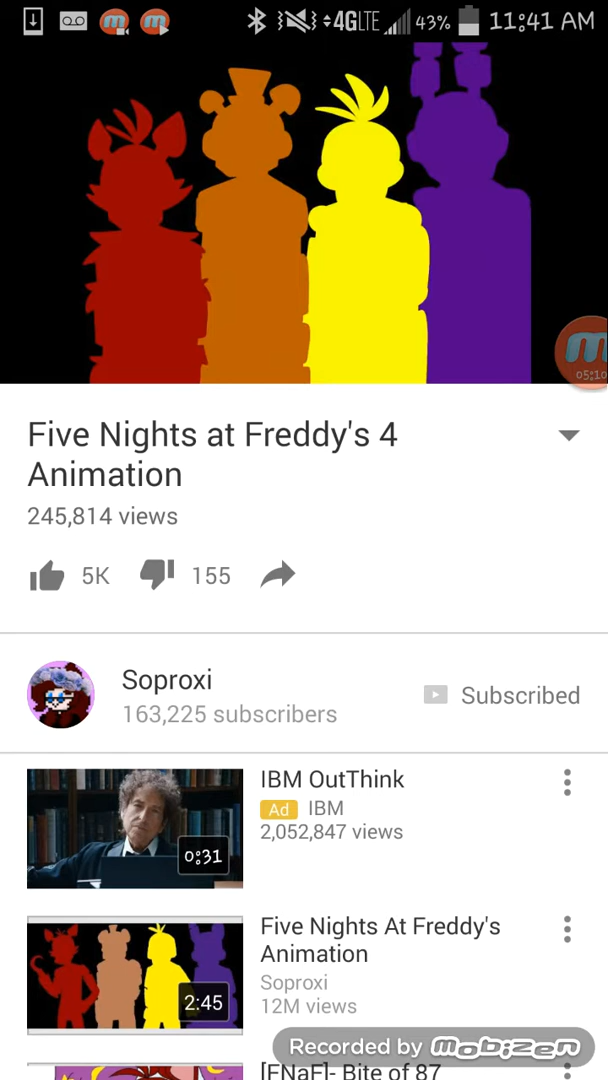 4G LTE 43% 11:41 AM
m
05:10
Five Nights at Freddy's 4
Animation
245,814 views
5K 155
Soproxi
163,225 subscribers
Subscribed
IBM OutThink
Ad IBM
2,052,847 views
0:31
Five Nights At Freddy's
Animation
Soproxi
12M views
2:45
Recorded by mobizen
[FNaF]- Bite of 87